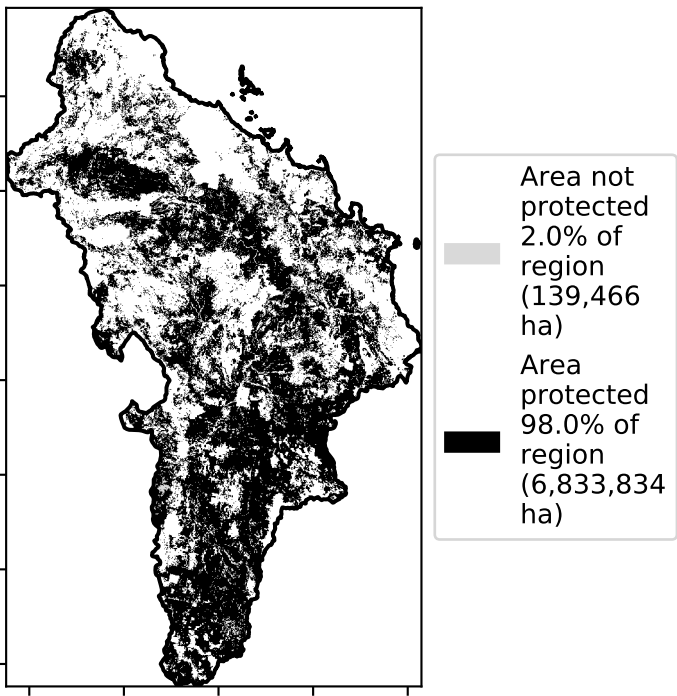 Area not
protected
2.0% of
region
(139,466
ha)
Area
protected
98.0% of
region
(6,833,834
ha)